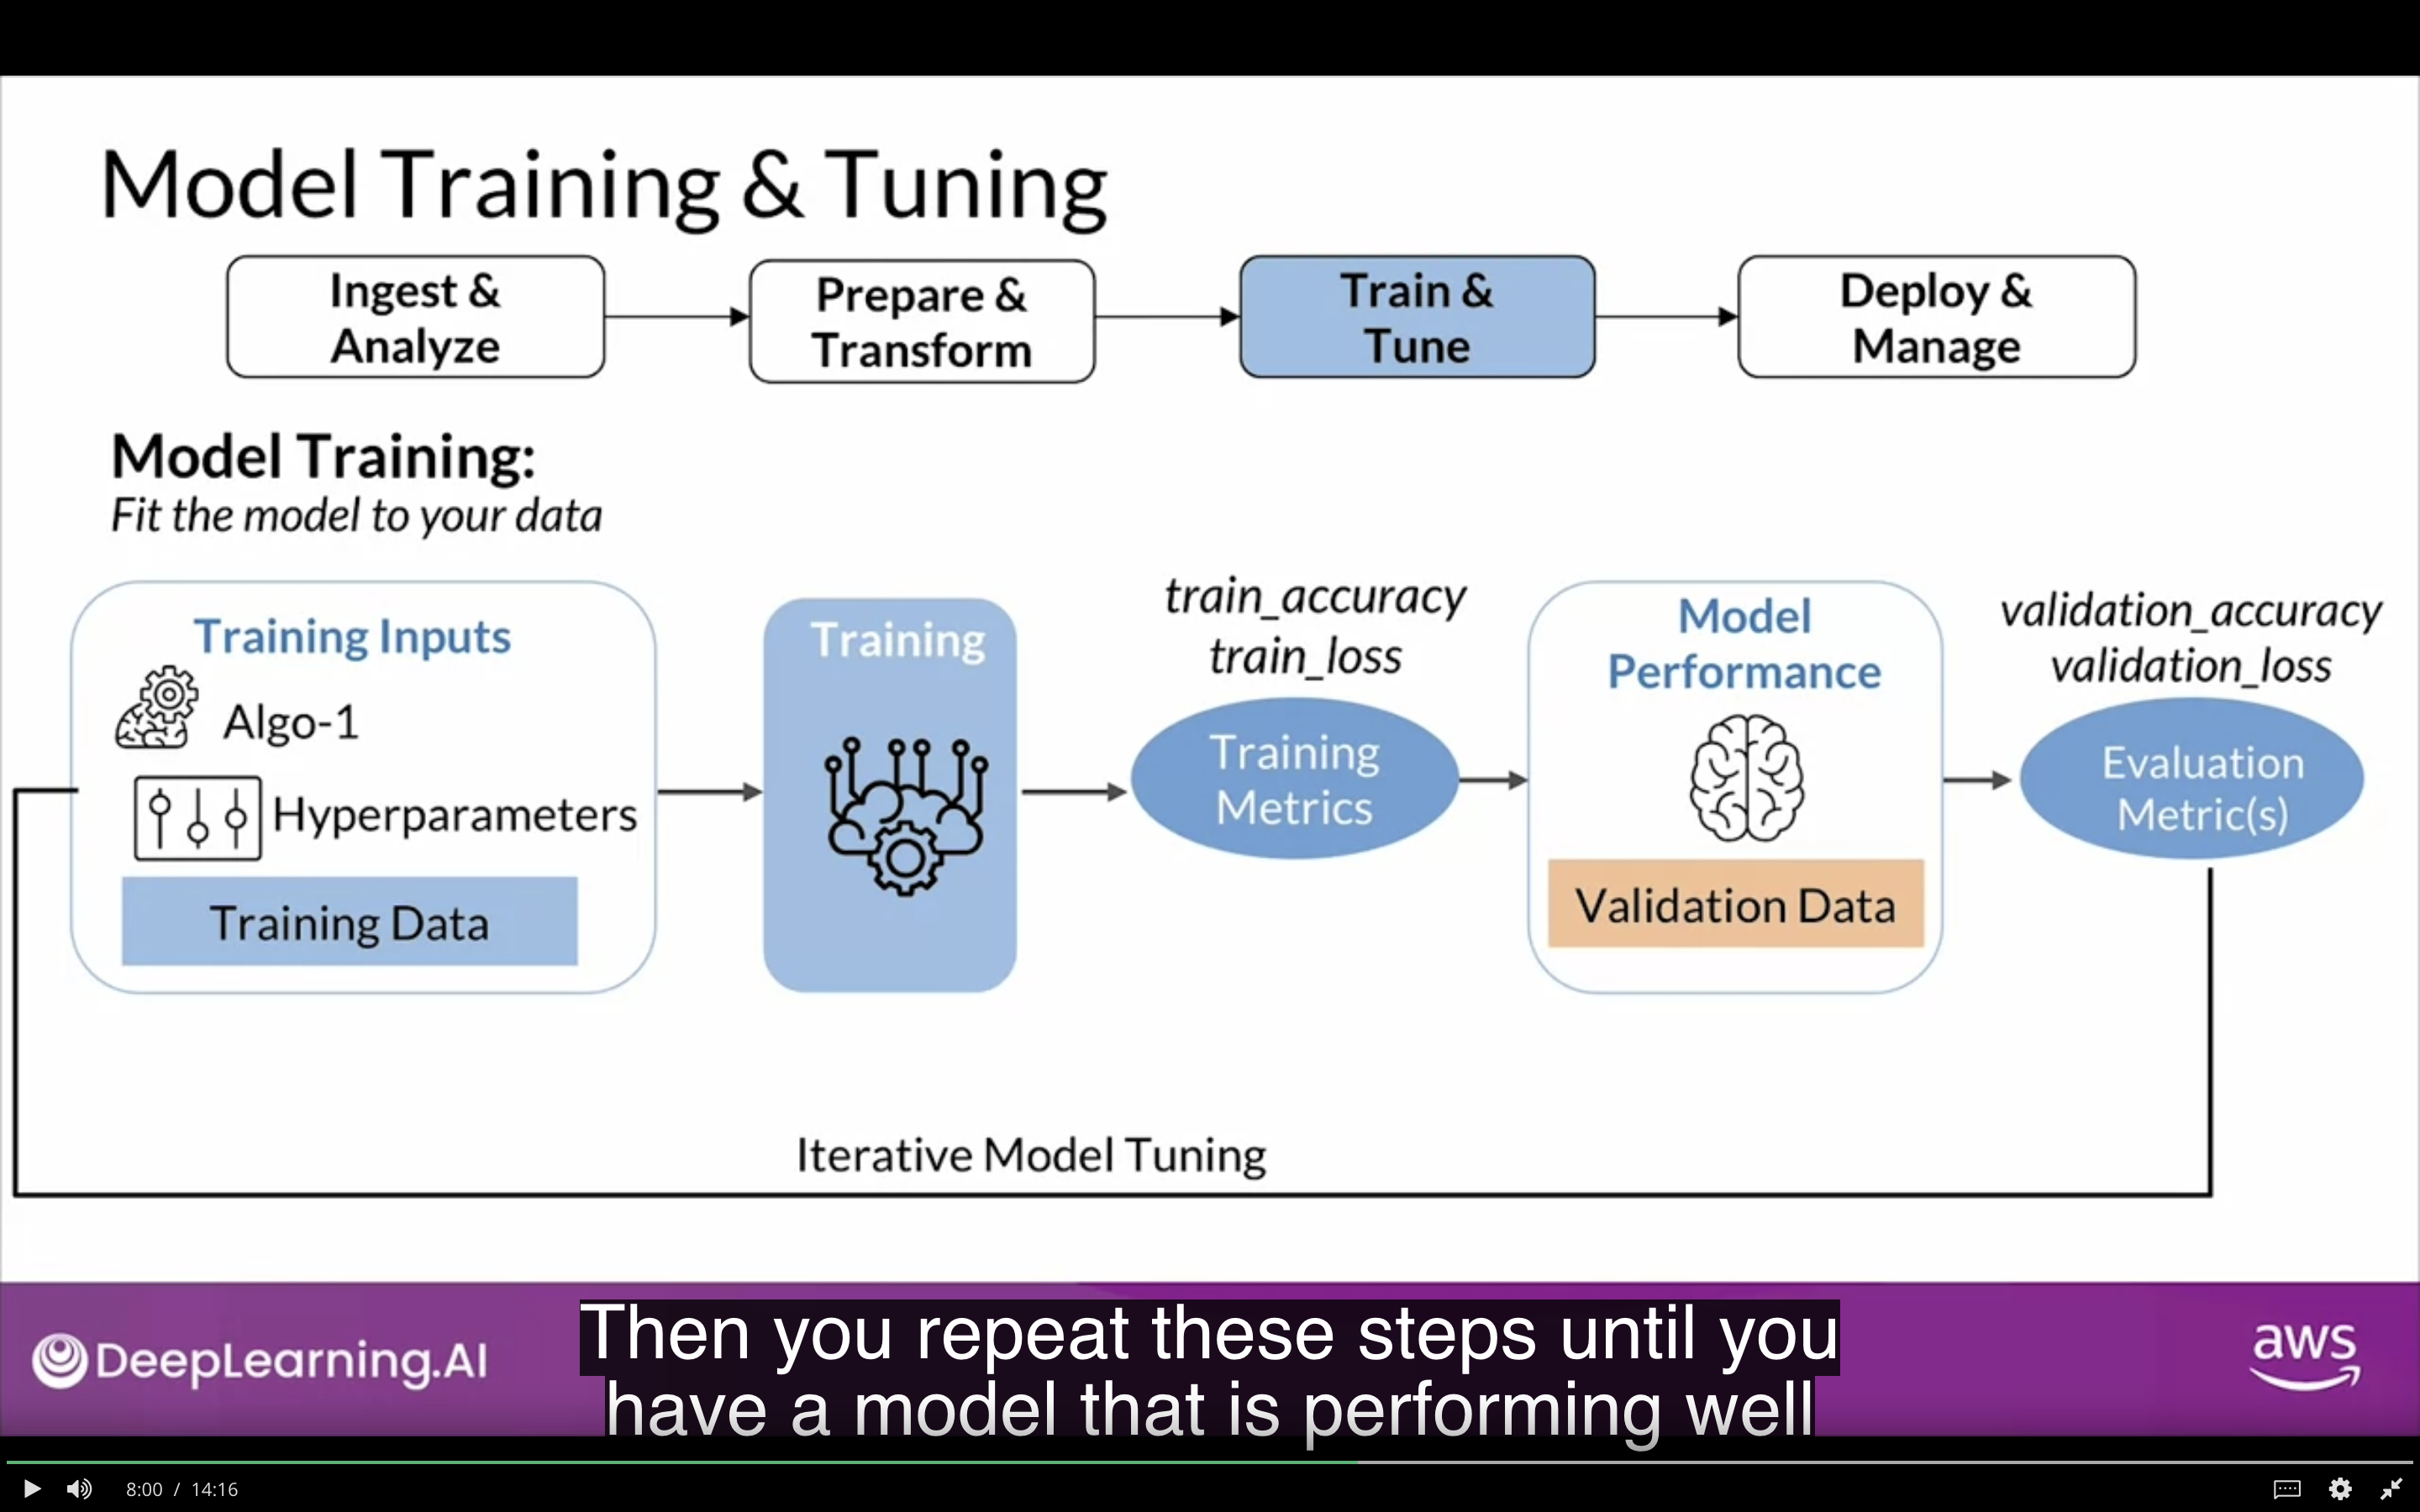 Model Training & Tuning
Ingest &
Analyze
Prepare &
Transform
Train &
Tune
Deploy &
Manage
Model Training:
Fit the model to your data
Training Inputs
Algo-1
Hyperparameters
Training Data
Training
train_accuracy
train_loss
Training
Metrics
Model
Performance
Validation Data
validation_accuracy
validation_loss
Evaluation
Metric(s)
Iterative Model Tuning
DeepLearning.AI
Then you repeat these steps until you
have a model that is performing well
aws
8:00 / 14:16